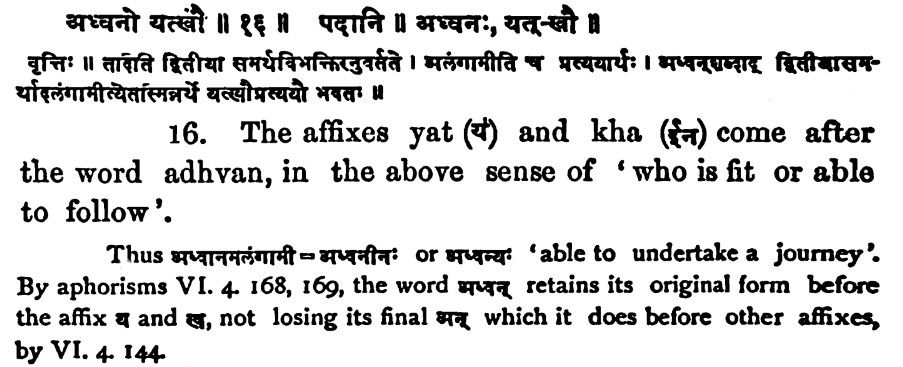 अध्वनो यत्खौ ॥ १६ ॥ पदानि ॥ अध्वनः, यत्-खौ ॥
वृत्तिः ॥ तदिति द्वितीया समर्थविभक्तिरनुवर्तते । अलंगामीति च प्रत्ययार्थः । अध्वन्शब्दाद् द्वितीयासम-
र्थादलंगामीत्येतस्मिन्नर्थे यत्खौप्रत्ययौ भवतः ॥
16. The affixes yat (यं) and kha (ईन) come after
the word adhvan, in the above sense of ' who is fit or able
to follow'.
Thus अध्वानमलंगामी = अध्वनीनः or अध्वन्यः 'able to undertake a journey'.
By aphorisms VI. 4. 168, 169, the word अध्वन् retains its original form before
the affix य and ख, not losing its final अन् which it does before other affixes,
by VI. 4. 144.